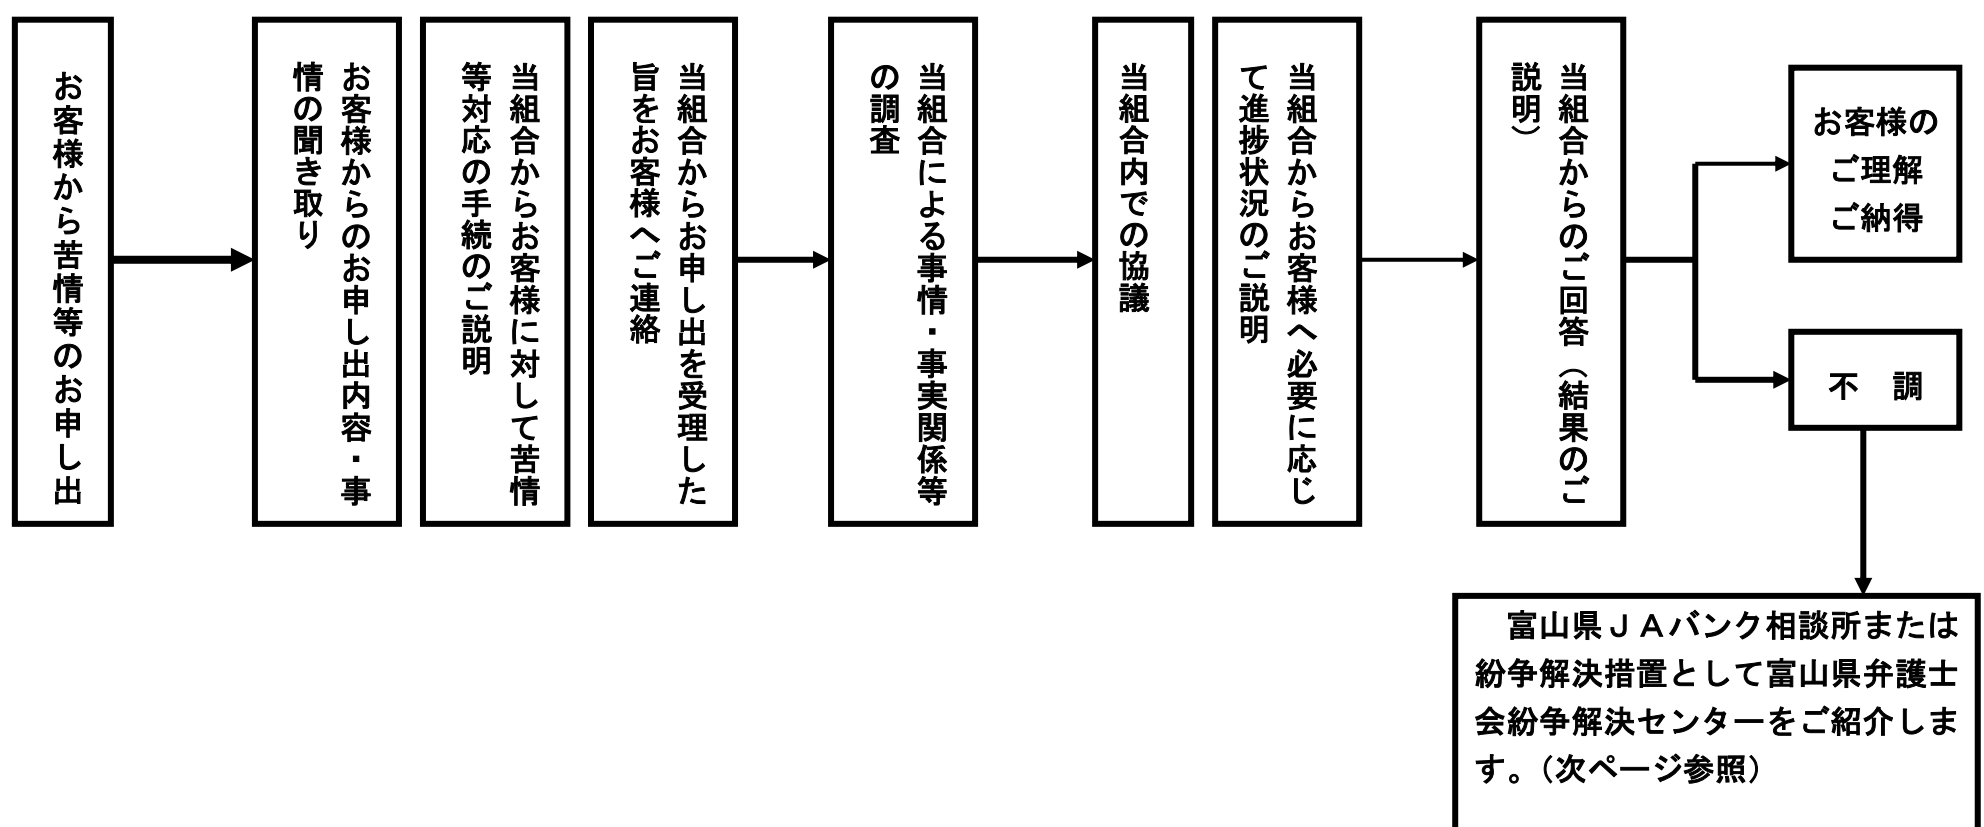 お客様から苦情等のお申し出
お客様からのお申し出内容・事
情の聞き取り
当組合からお客様に対して苦情
等対応の手続のご説明
当組合からお申し出を受理した
旨をお客様へご連絡
当組合による事情・事実関係等
の調査
当組合内での協議
当組合からお客様へ必要に応じ
て進捗状況のご説明
当組合からのご回答（結果のご
説明）
お客様の
ご理解
ご納得
不　調
富山県ＪＡバンク相談所または
紛争解決措置として富山県弁護士
会紛争解決センターをご紹介しま
す。（次ページ参照）